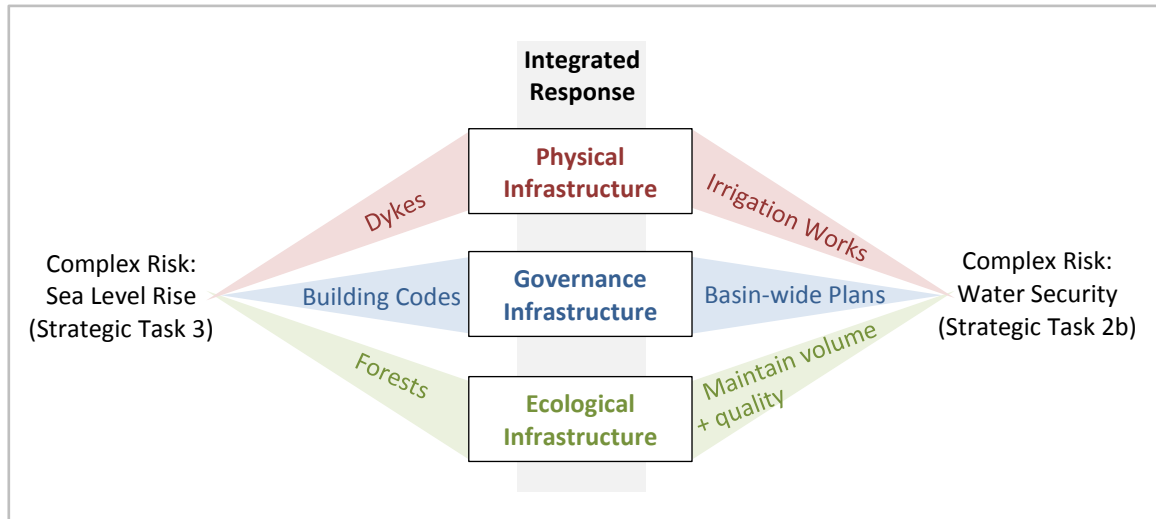 Integrated
Response
Physical
Infrastructure
Dykes
Irrigation Works
Complex Risk:
Sea Level Rise
(Strategic Task 3)
Building Codes
Governance
Infrastructure
Basin-wide Plans
Complex Risk:
Water Security
(Strategic Task 2b)
Forests
Ecological
Infrastructure
Maintain volume
+ quality